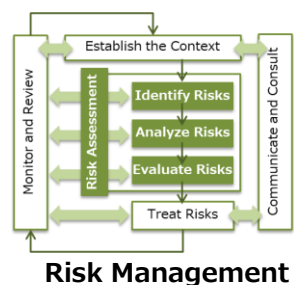 Establish the Context
Monitor and Review
Risk Assessment
Identify Risks
Analyze Risks
Evaluate Risks
Communicate and Consult
Treat Risks
Risk Management